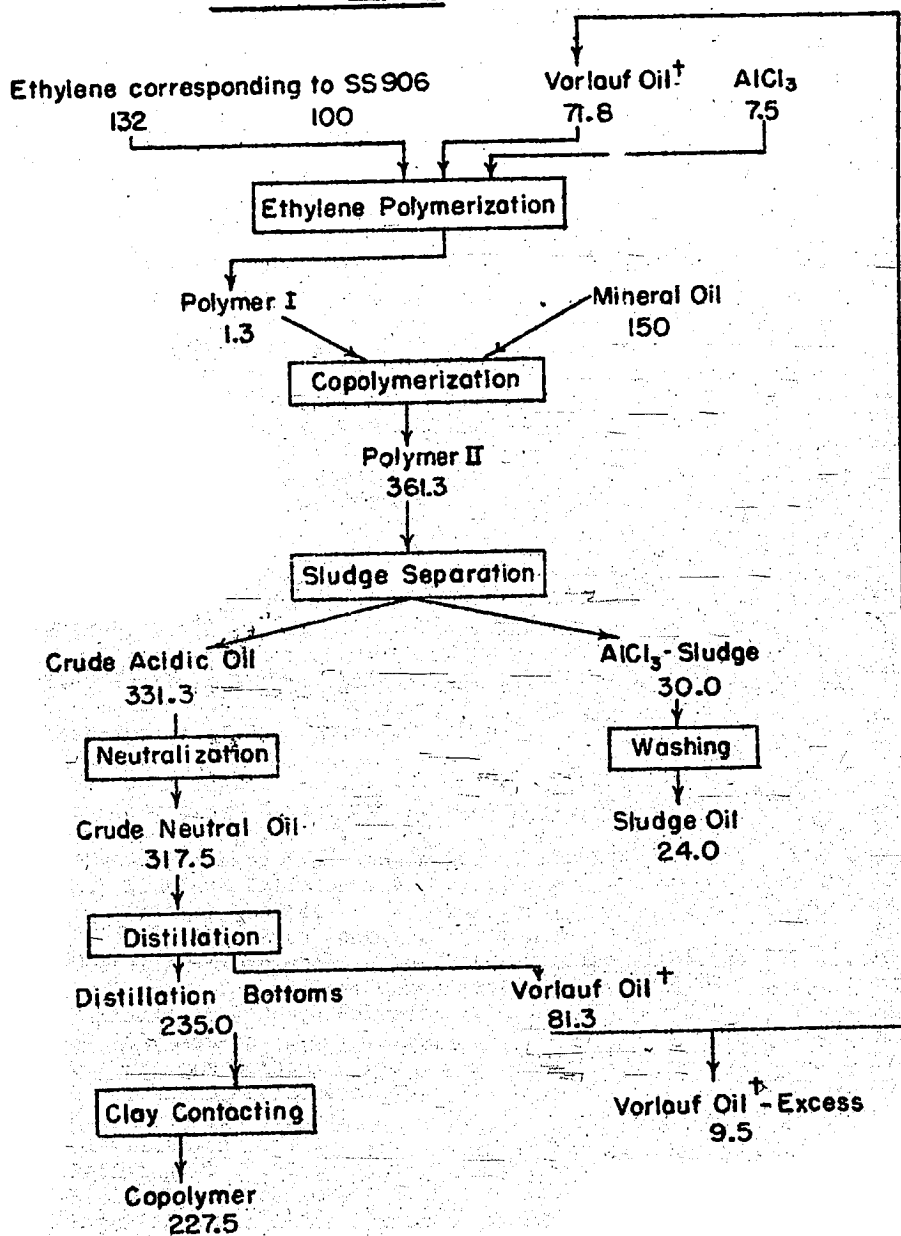 Ethylene corresponding to SS906
132 100
Vorlauf Oil†
71.8
AlCl3
7.5
Ethylene Polymerization
Polymer I
1.3
Mineral Oil
150
Copolymerization
Polymer II
361.3
Sludge Separation
Crude Acidic Oil
331.3
AlCl3-Sludge
30.0
Neutralization
Washing
Crude Neutral Oil
317.5
Sludge Oil
24.0
Distillation
Distillation Bottoms
235.0
Vorlauf Oil†
81.3
Clay Contacting
Vorlauf Oil†-Excess
9.5
Copolymer
227.5